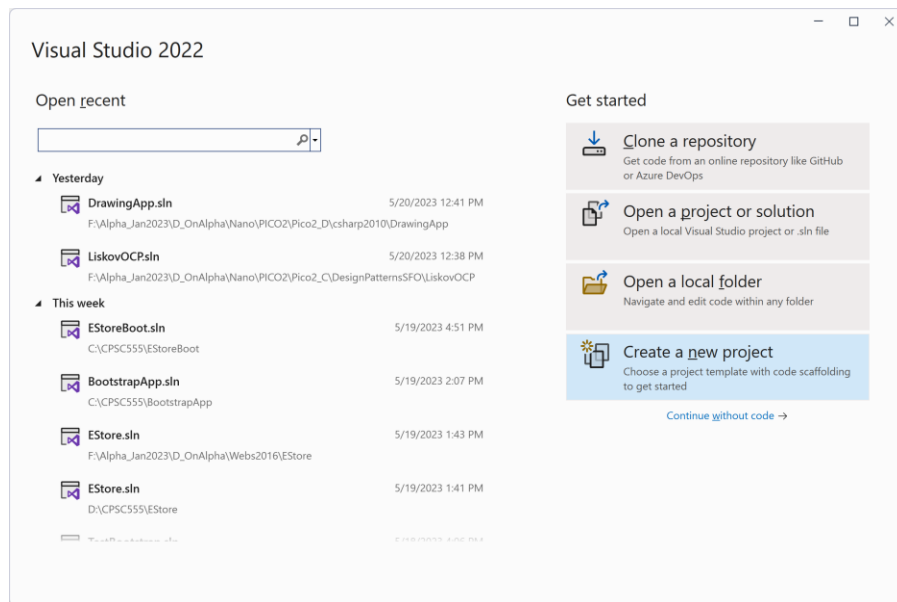 Visual Studio 2022
Open recent
Yesterday
DrawingApp.sln 5/20/2023 12:41 PM
F:\Alpha_Jan2023\D_OnAlpha\Nano\PICO2\Pico2_D\csharp2010\DrawingApp
LiskovOCP.sln 5/20/2023 12:38 PM
F:\Alpha_Jan2023\D_OnAlpha\Nano\PICO2\Pico2_C\DesignPatternsSFO\LiskovOCP
This week
EStoreBoot.sln 5/19/2023 4:51 PM
C:\CPSC555\EStoreBoot
BootstrapApp.sln 5/19/2023 2:07 PM
C:\CPSC555\BootstrapApp
EStore.sln 5/19/2023 1:43 PM
F:\Alpha_Jan2023\D_OnAlpha\Webs2016\EStore
EStore.sln 5/19/2023 1:41 PM
D:\CPSC555\EStore
Get started
Clone a repository
Get code from an online repository like GitHub
or Azure DevOps
Open a project or solution
Open a local Visual Studio project or .sln file
Open a local folder
Navigate and edit code within any folder
Create a new project
Choose a project template with code scaffolding
to get started
Continue without code →